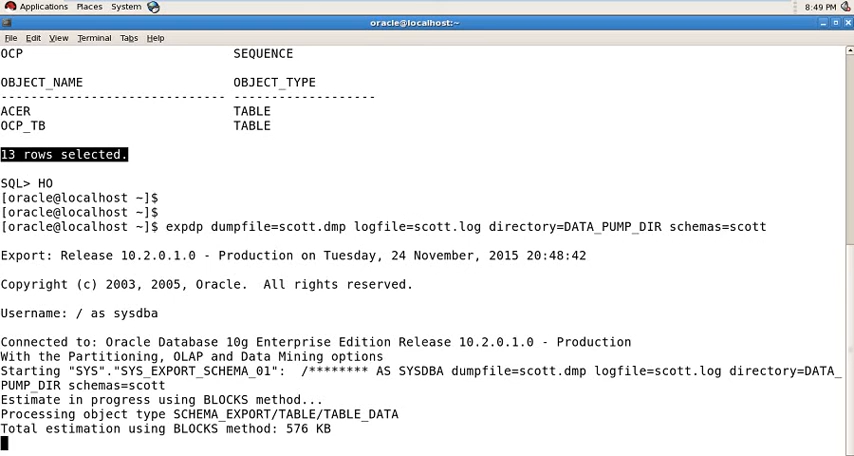 Applications Places System 8:49 PM
oracle@localhost:~
File Edit View Terminal Tabs Help
OCP SEQUENCE
OBJECT_NAME OBJECT_TYPE
------------------------------ -------------------
ACER TABLE
OCP_TB TABLE
13 rows selected.
SQL> HO
[oracle@localhost ~]$
[oracle@localhost ~]$
[oracle@localhost ~]$ expdp dumpfile=scott.dmp logfile=scott.log directory=DATA_PUMP_DIR schemas=scott
Export: Release 10.2.0.1.0 - Production on Tuesday, 24 November, 2015 20:48:42
Copyright (c) 2003, 2005, Oracle.  All rights reserved.
Username: / as sysdba
Connected to: Oracle Database 10g Enterprise Edition Release 10.2.0.1.0 - Production
With the Partitioning, OLAP and Data Mining options
Starting "SYS"."SYS_EXPORT_SCHEMA_01":  /******** AS SYSDBA dumpfile=scott.dmp logfile=scott.log directory=DATA_
PUMP_DIR schemas=scott
Estimate in progress using BLOCKS method...
Processing object type SCHEMA_EXPORT/TABLE/TABLE_DATA
Total estimation using BLOCKS method: 576 KB